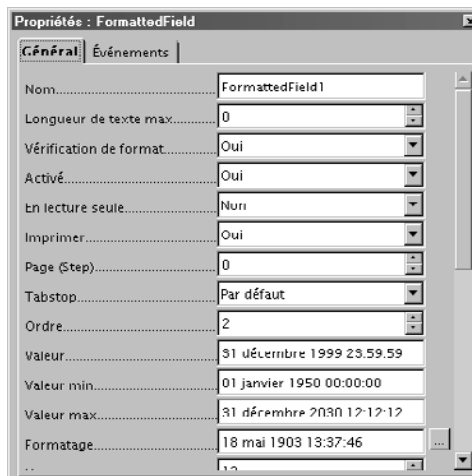 Propriétés : FormattedField
Général Événements
Nom FormattedField1
Longueur de texte max 0
Vérification de format Oui
Activé Oui
En lecture seule Non
Imprimer Oui
Page (Step) 0
Tabstop Par défaut
Ordre 2
Valeur 31 décembre 1999 23:59:59
Valeur min 01 janvier 1950 00:00:00
Valeur max 31 décembre 2030 12:12:12
Formatage 18 mai 1903 13:37:46 ...